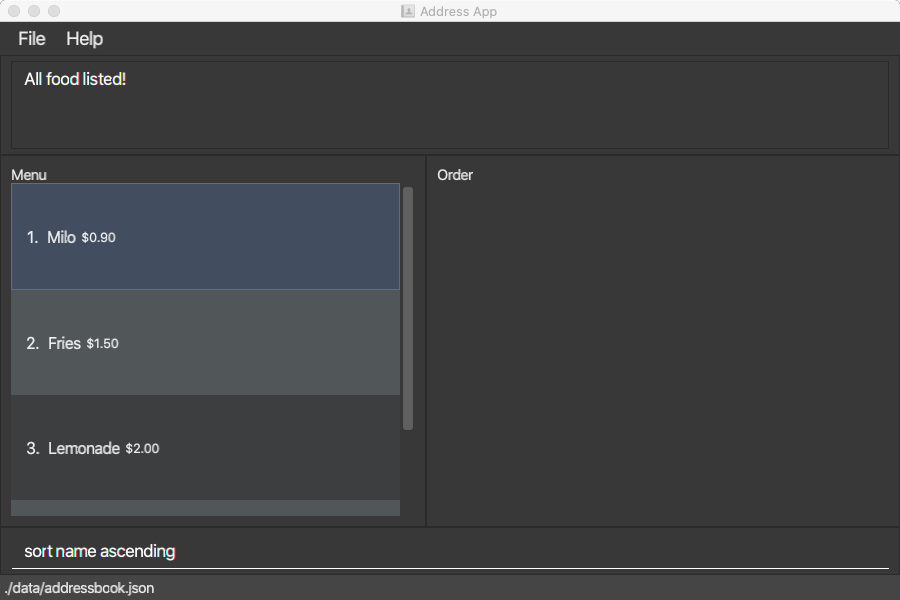 Address App
File Help
All food listed!
Menu
Order
1. Milo $0.90
2. Fries $1.50
3. Lemonade $2.00
sort name ascending
./data/addressbook.json